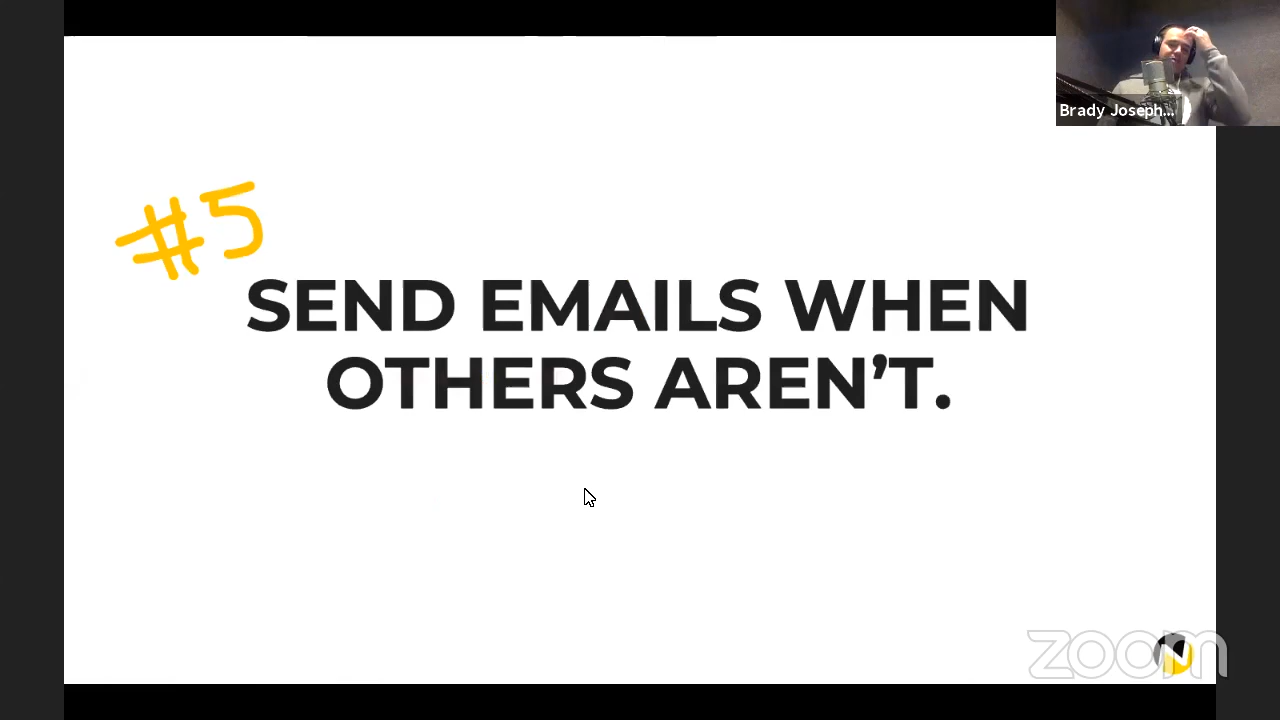 Brady Joseph...
#5
SEND EMAILS WHEN
OTHERS AREN’T.
zoom
N